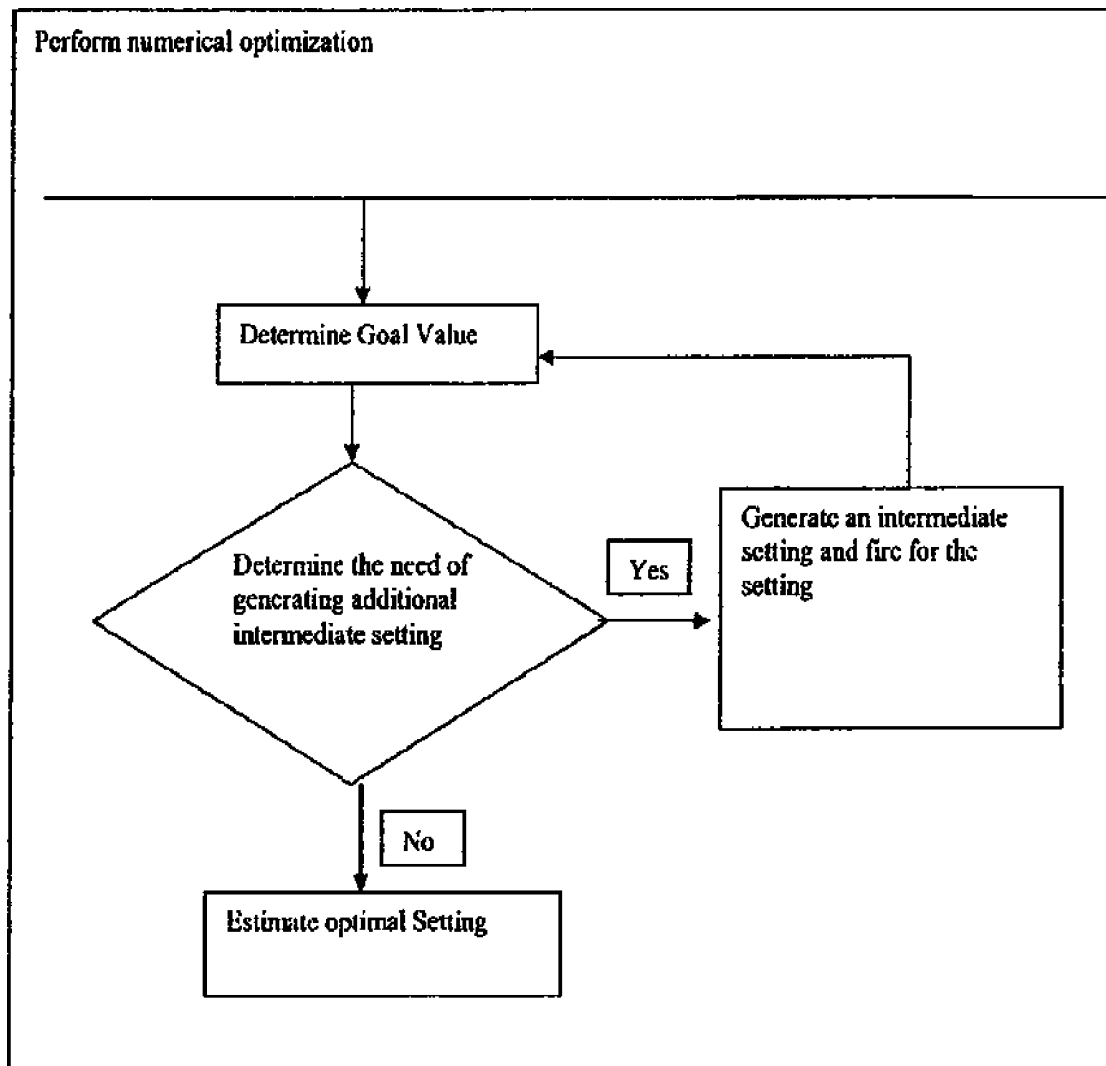 Perform numerical optimization
Determine Goal Value
Determine the need of
generating additional
intermediate setting
Yes
Generate an intermediate
setting and fire for the
setting
No
Estimate optimal Setting